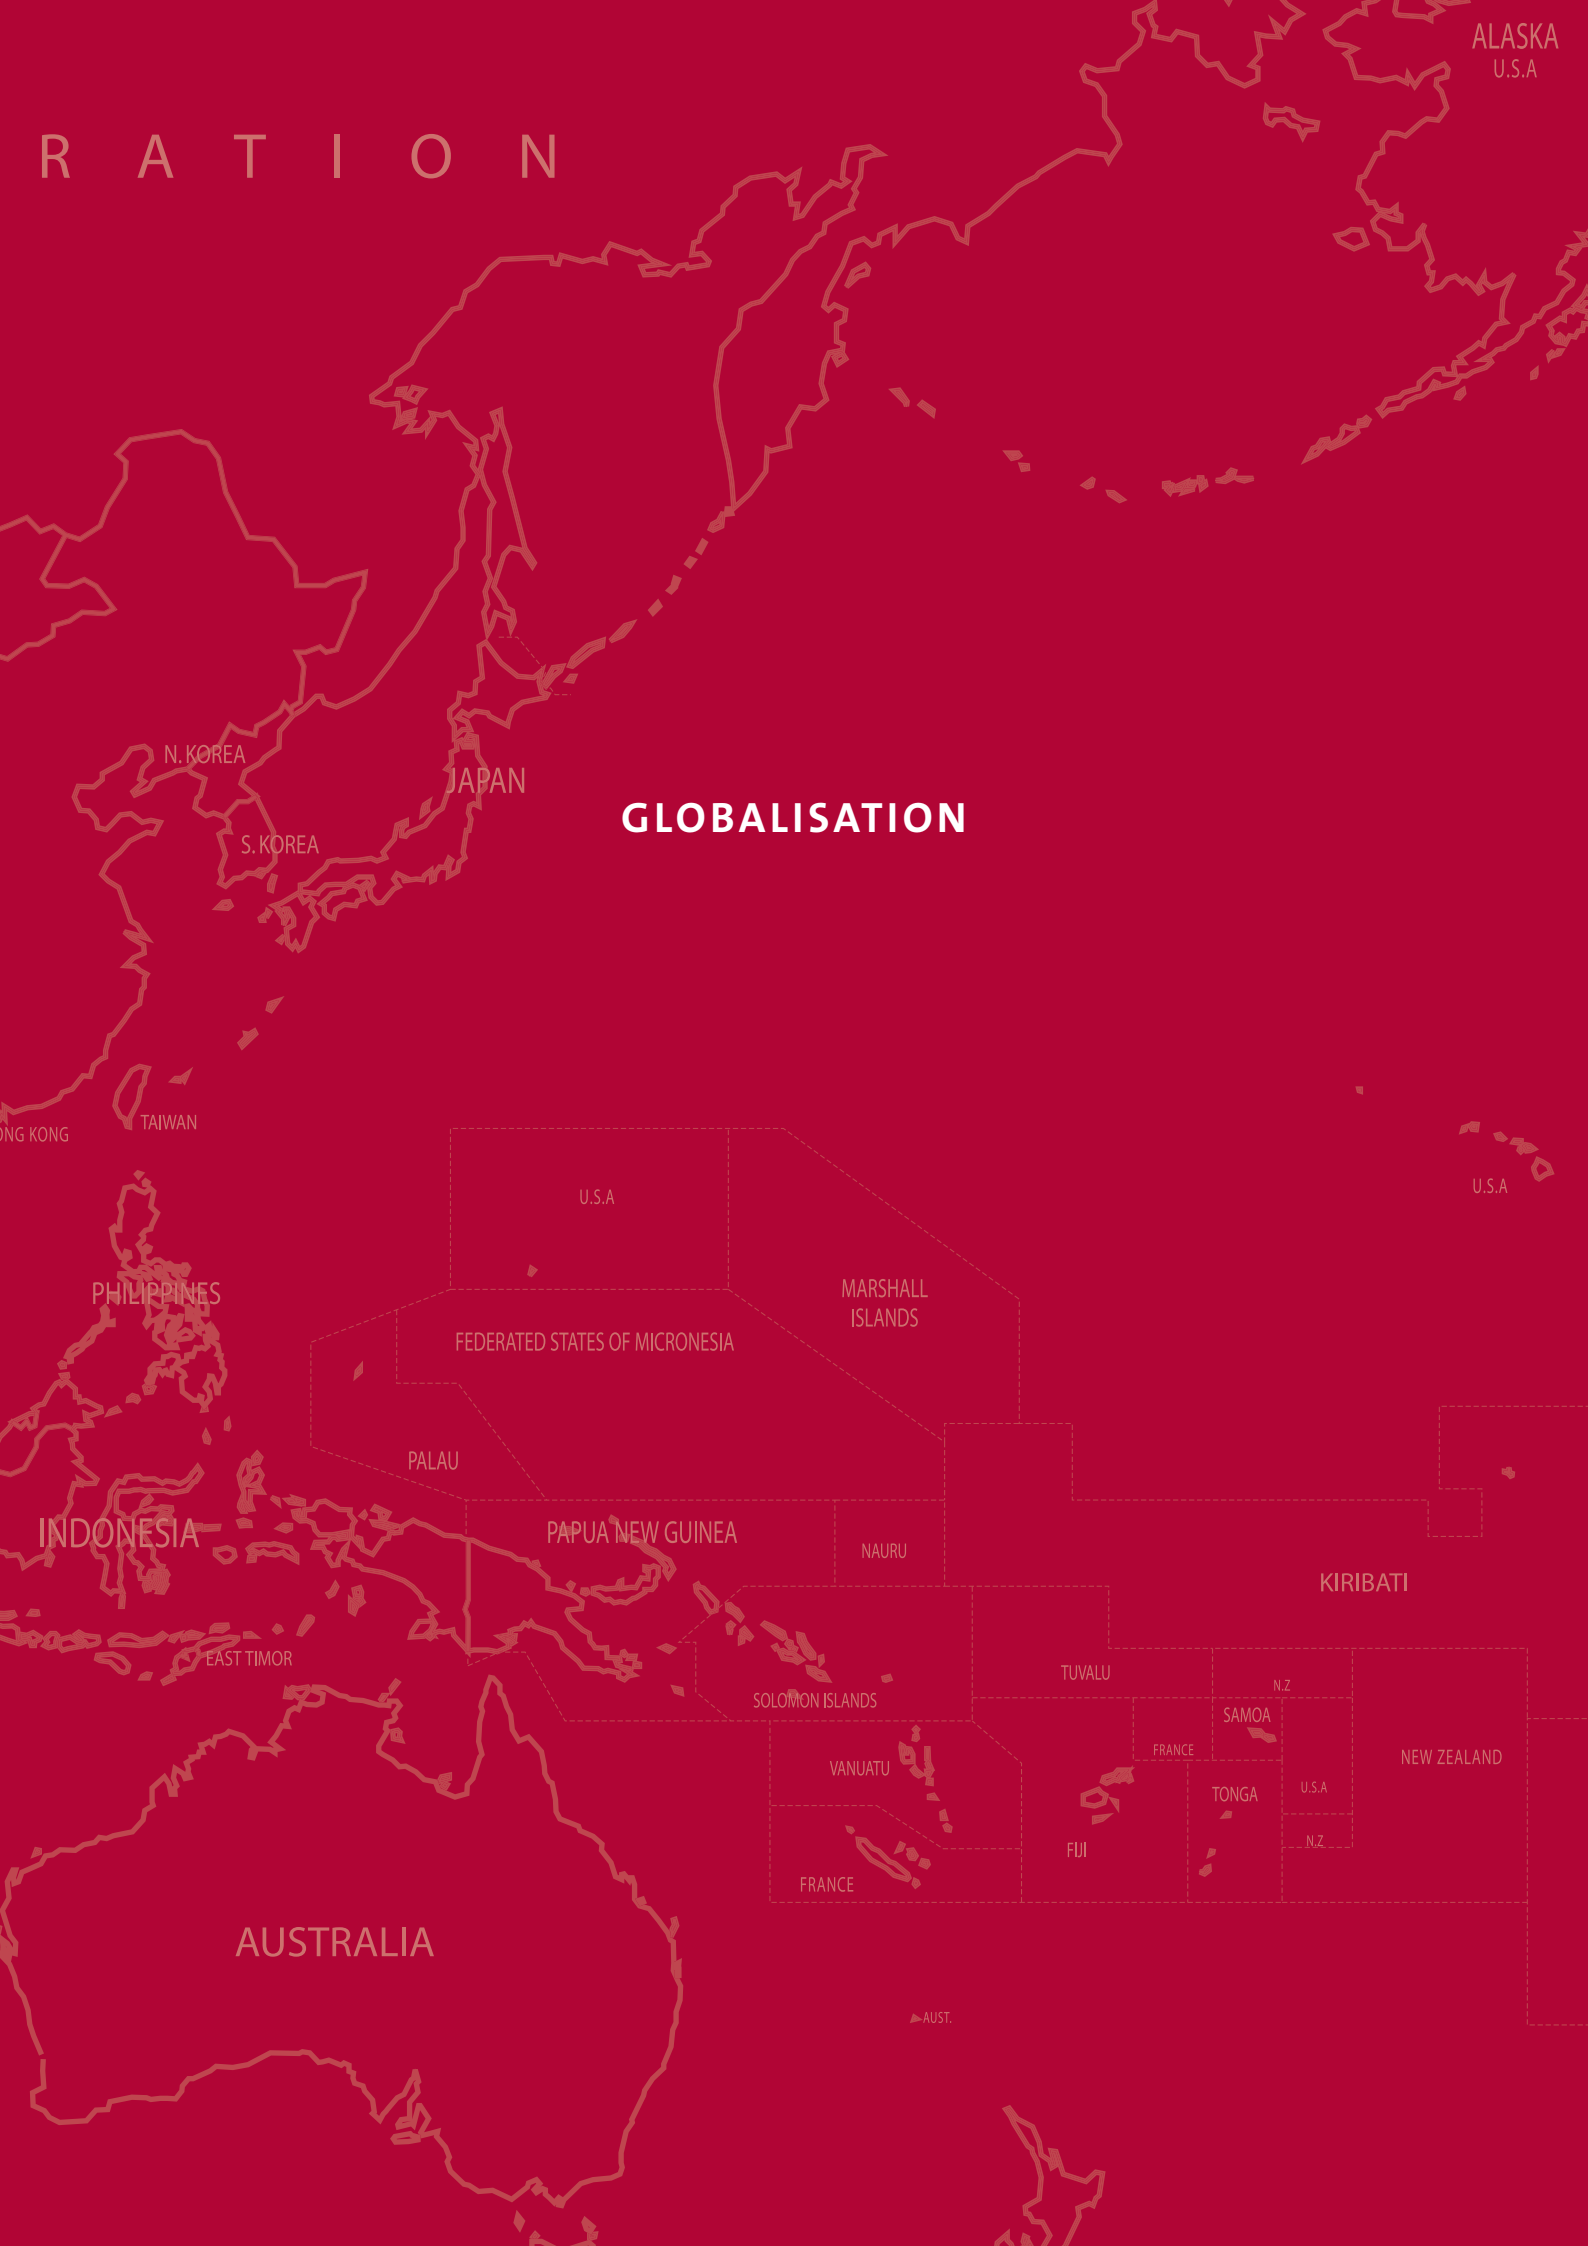 ALASKA
U.S.A
R A T I O N
N. KOREA
JAPAN
GLOBALISATION
S. KOREA
TAIWAN
ONG KONG
U.S.A
U.S.A
PHILIPPINES
MARSHALL
ISLANDS
FEDERATED STATES OF MICRONESIA
PALAU
INDONESIA
PAPUA NEW GUINEA
NAURU
KIRIBATI
EAST TIMOR
TUVALU
N.Z
SOLOMON ISLANDS
SAMOA
FRANCE
NEW ZEALAND
VANUATU
U.S.A
TONGA
N.Z
FIJI
FRANCE
AUSTRALIA
AUST.